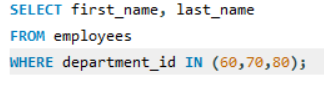 SELECT first_name, last_name
FROM employees
WHERE department_id IN (60,70,80);